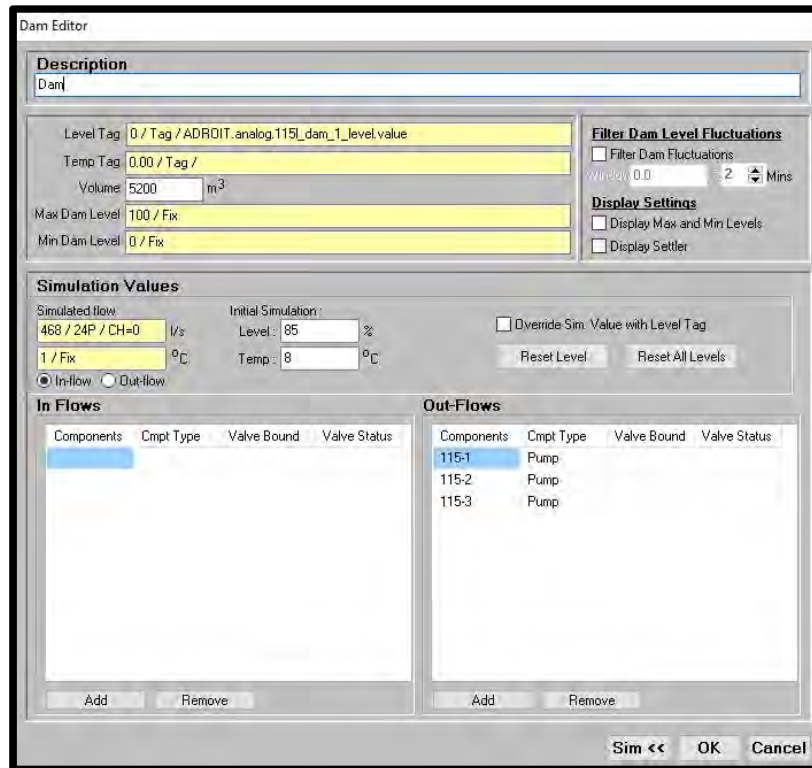 Dam Editor
Description
Dam
Level Tag 0 / Tag / ADROIT.analog.115l_dam_1_level.value
Temp Tag 0.00 / Tag /
Volume 5200 m³
Max Dam Level 100 / Fix
Min Dam Level 0 / Fix
Filter Dam Level Fluctuations
Filter Dam Fluctuations
Window 0.0 2 Mins
Display Settings
Display Max and Min Levels
Display Settler
Simulation Values
Simulated flow
468 / 24P / CH=0 l/s
1 / Fix °C
In-flow Out-flow
Initial Simulation :
Level : 85 %
Temp : 8 °C
Override Sim. Value with Level Tag
Reset Level Reset All Levels
In Flows
Components Cmpt Type Valve Bound Valve Status
Add Remove
Out-Flows
Components Cmpt Type Valve Bound Valve Status
115-1 Pump
115-2 Pump
115-3 Pump
Add Remove
Sim << OK Cancel